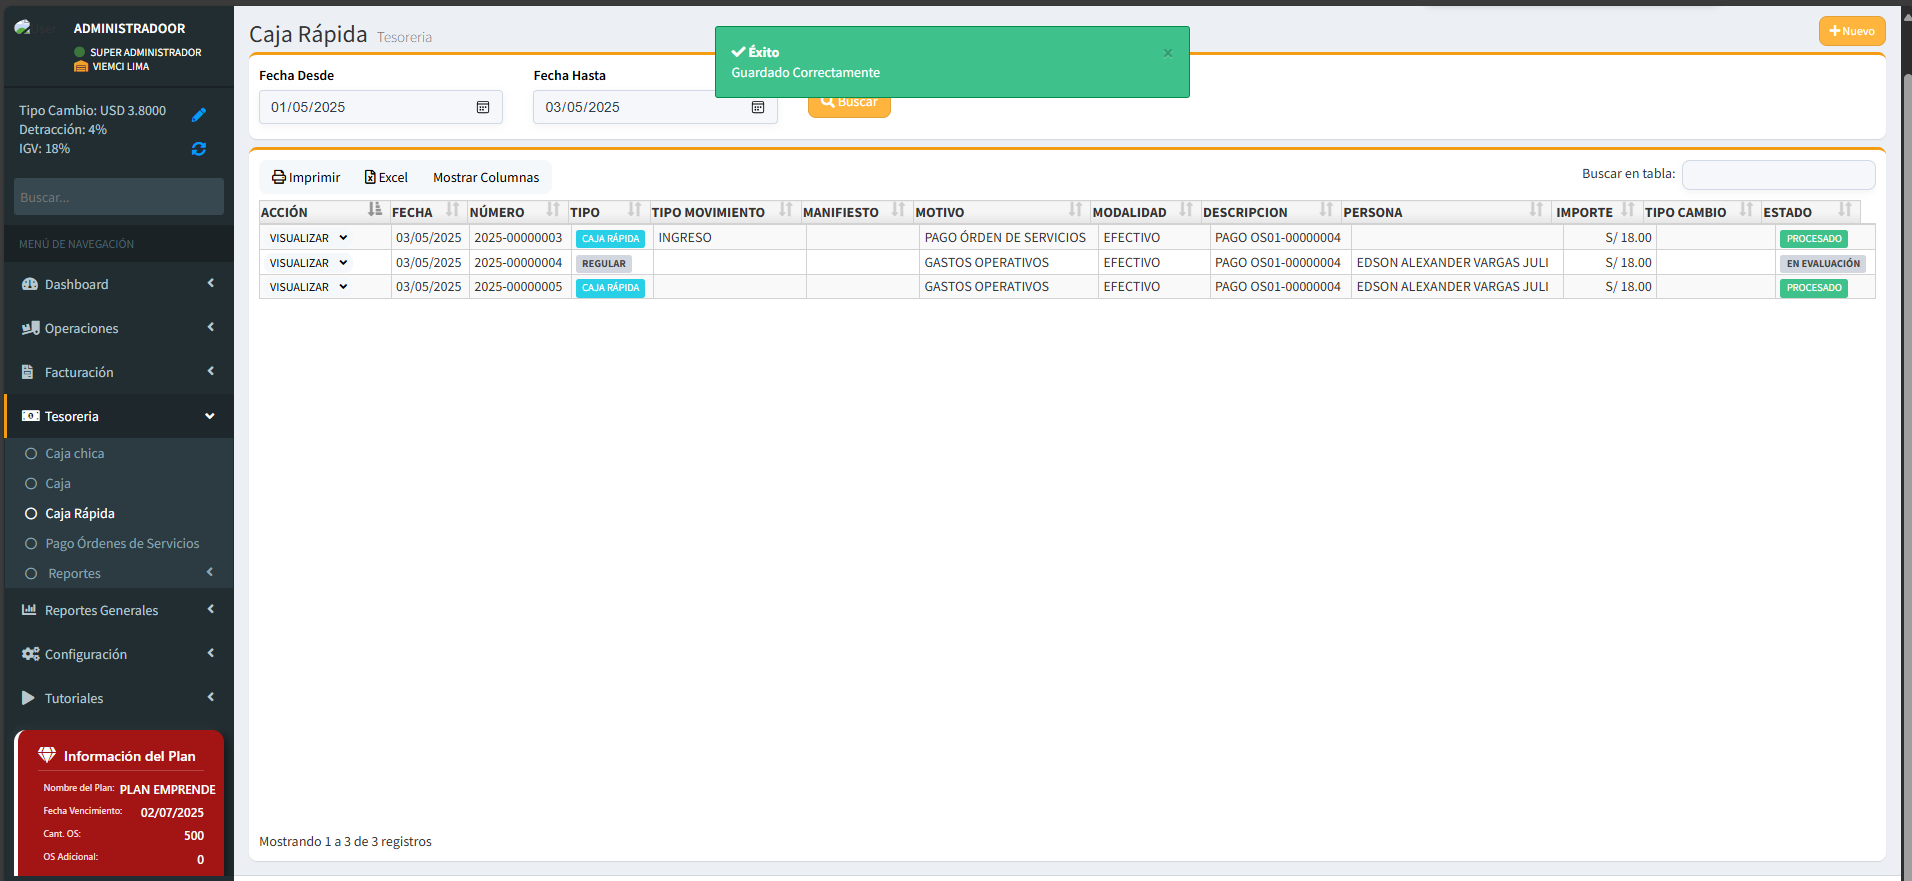 ADMINISTRADOOR
SUPER ADMINISTRADOR
VIEMCI LIMA
Tipo Cambio: USD 3.8000
Detracción: 4%
IGV: 18%
Buscar...
MENÚ DE NAVEGACIÓN
Dashboard
Operaciones
Facturación
Tesoreria
Caja chica
Caja
Caja Rápida
Pago Órdenes de Servicios
Reportes
Reportes Generales
Configuración
Tutoriales
Información del Plan
Nombre del Plan: PLAN EMPRENDE
Fecha Vencimiento: 02/07/2025
Cant. OS: 500
OS Adicional: 0
Caja Rápida Tesoreria
Nuevo
Éxito
×
Guardado Correctamente
Fecha Desde
01/05/2025
Fecha Hasta
03/05/2025
Buscar
Imprimir Excel Mostrar Columnas
Buscar en tabla:
ACCIÓN FECHA NÚMERO TIPO TIPO MOVIMIENTO MANIFIESTO MOTIVO MODALIDAD DESCRIPCION PERSONA IMPORTE TIPO CAMBIO ESTADO
VISUALIZAR 03/05/2025 2025-00000003 CAJA RÁPIDA INGRESO PAGO ÓRDEN DE SERVICIOS EFECTIVO PAGO OS01-00000004 S/ 18.00 PROCESADO
VISUALIZAR 03/05/2025 2025-00000004 REGULAR GASTOS OPERATIVOS EFECTIVO PAGO OS01-00000004 EDSON ALEXANDER VARGAS JULI S/ 18.00 EN EVALUACIÓN
VISUALIZAR 03/05/2025 2025-00000005 CAJA RÁPIDA GASTOS OPERATIVOS EFECTIVO PAGO OS01-00000004 EDSON ALEXANDER VARGAS JULI S/ 18.00 PROCESADO
Mostrando 1 a 3 de 3 registros